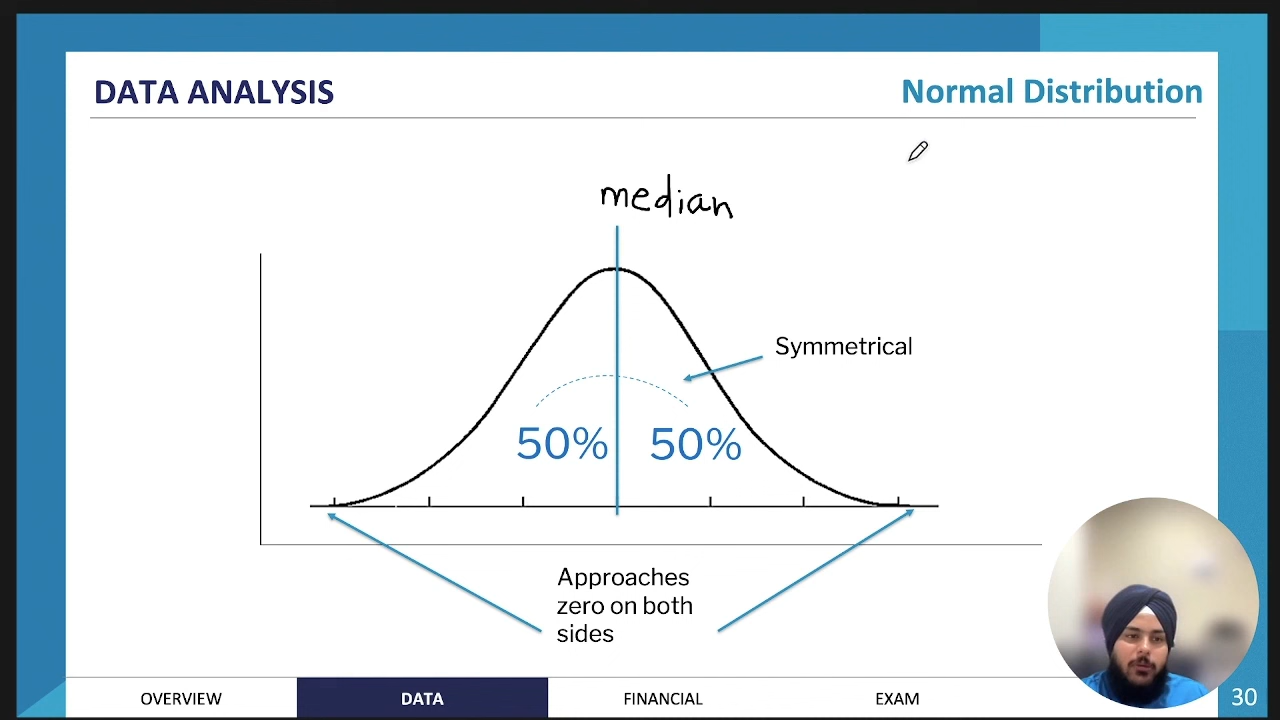 DATA ANALYSIS
Normal Distribution
median
Symmetrical
50%
50%
Approaches
zero on both
sides
OVERVIEW
DATA
FINANCIAL
EXAM
30